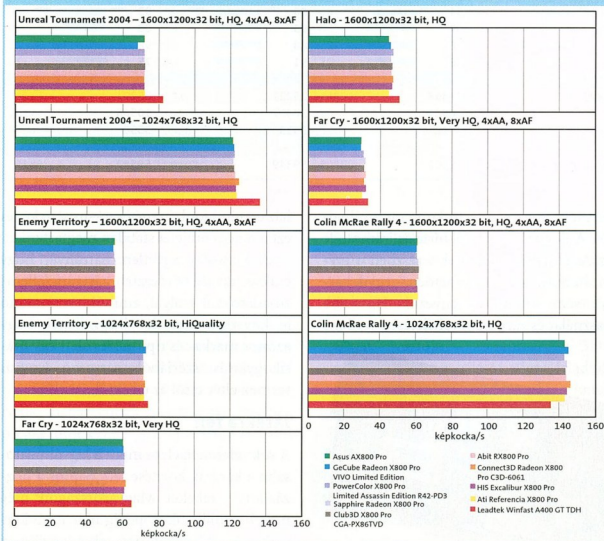 Unreal Tournament 2004 – 1600x1200x32 bit, HQ, 4xAA, 8xAF
Unreal Tournament 2004 – 1024x768x32 bit, HQ
Enemy Territory – 1600x1200x32 bit, HQ, 4xAA, 8xAF
Enemy Territory – 1024x768x32 bit, HiQuality
Far Cry - 1024x768x32 bit, Very HQ
0 20 40 60 80 100 120 140 160
képkocka/s
Halo - 1600x1200x32 bit, HQ
Far Cry - 1600x1200x32 bit, Very HQ, 4xAA, 8xAF
Colin McRae Rally 4 - 1600x1200x32 bit, HQ, 4xAA, 8xAF
Colin McRae Rally 4 - 1024x768x32 bit, HQ
0 20 40 60 80 100 120 140 160
képkocka/s
Asus AX800 Pro
GeCube Radeon X800 Pro
VIVO Limited Edition
PowerColor X800 Pro
Limited Assassin Edition R42-PD3
Sapphire Radeon X800 Pro
Club3D X800 Pro
CGA-PX86TVD
Abit RX800 Pro
Connect3D Radeon X800
Pro C3D-6061
HIS Excalibur X800 Pro
Ati Referencia X800 Pro
Leadtek Winfast A400 GT TDH